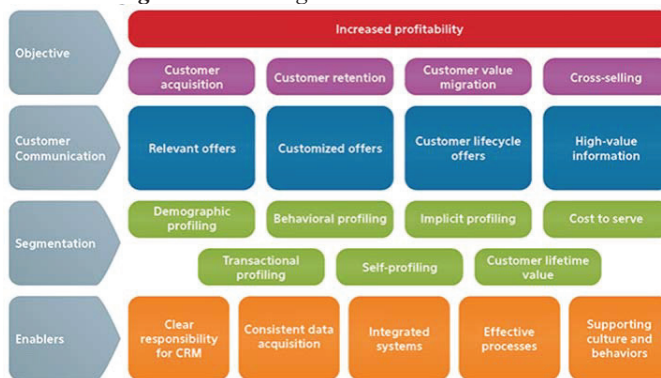 Objective
Increased profitability
Customer
acquisition
Customer retention
Customer value
migration
Cross-selling
Customer
Communication
Relevant offers
Customized offers
Customer lifecycle
offers
High-value
information
Segmentation
Demographic
profiling
Behavioral profiling
Implicit profiling
Cost to serve
Transactional
profiling
Self-profiling
Customer lifetime
value
Enablers
Clear
responsibility
for CRM
Consistent data
acquisition
Integrated
systems
Effective
processes
Supporting
culture and
behaviors